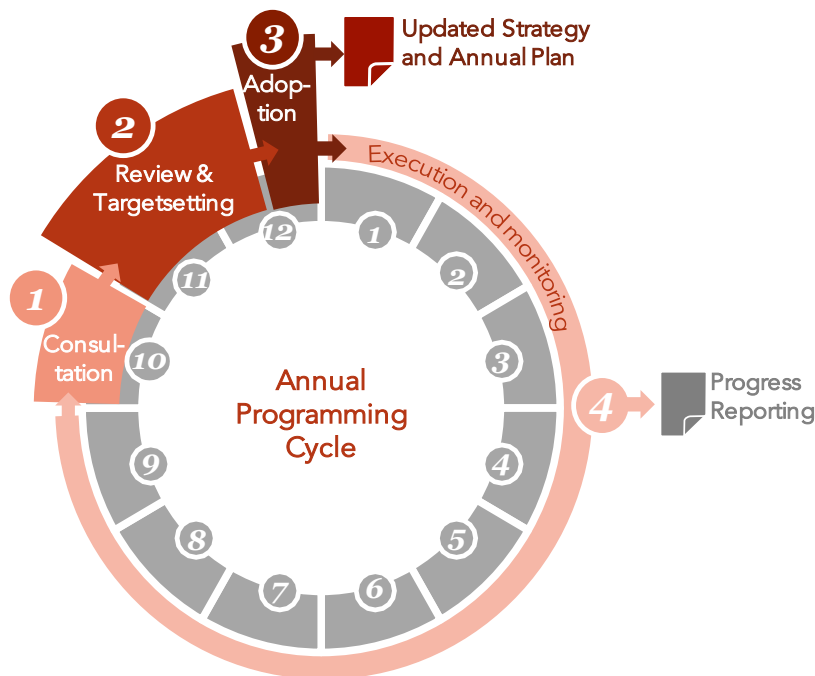 3
Updated Strategy
and Annual Plan
Adop-
tion
2
Review &
Targetsetting
Execution and monitoring
1
Consul-
tation
4
Progress
Reporting
Annual
Programming
Cycle
1
2
3
4
5
6
7
8
9
10
11
12